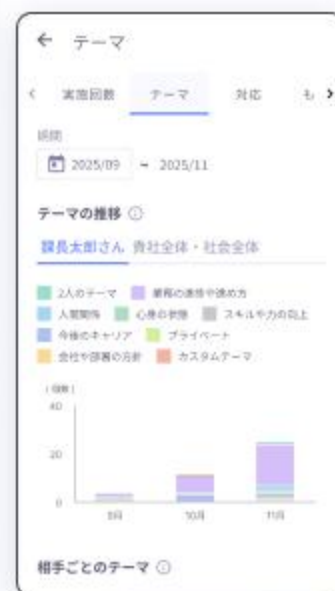 ← テーマ
実施回数 テーマ 対応 も
期間
2025/09 ~ 2025/11
テーマの推移
課長太郎さん 貴社全体・社会全体
2人のテーマ 業務の進捗や進め方
人間関係 心身の状態 スキルや力の向上
今後のキャリア プライベート
会社や部署の方針 カスタムテーマ
(個数)
40
20
0
9月 10月 11月
相手ごとのテーマ